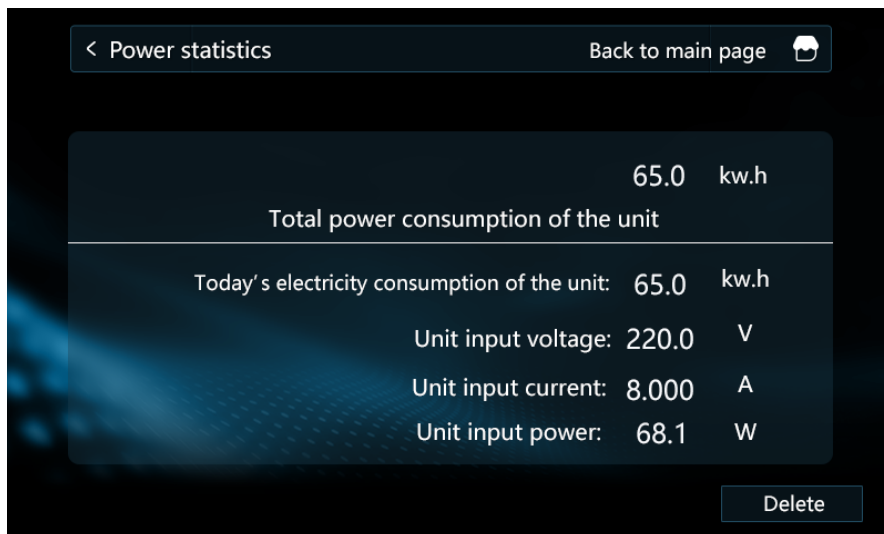 < Power statistics
Back to main page
65.0 kw.h
Total power consumption of the unit
Today's electricity consumption of the unit: 65.0 kw.h
Unit input voltage: 220.0 V
Unit input current: 8.000 A
Unit input power: 68.1 W
Delete